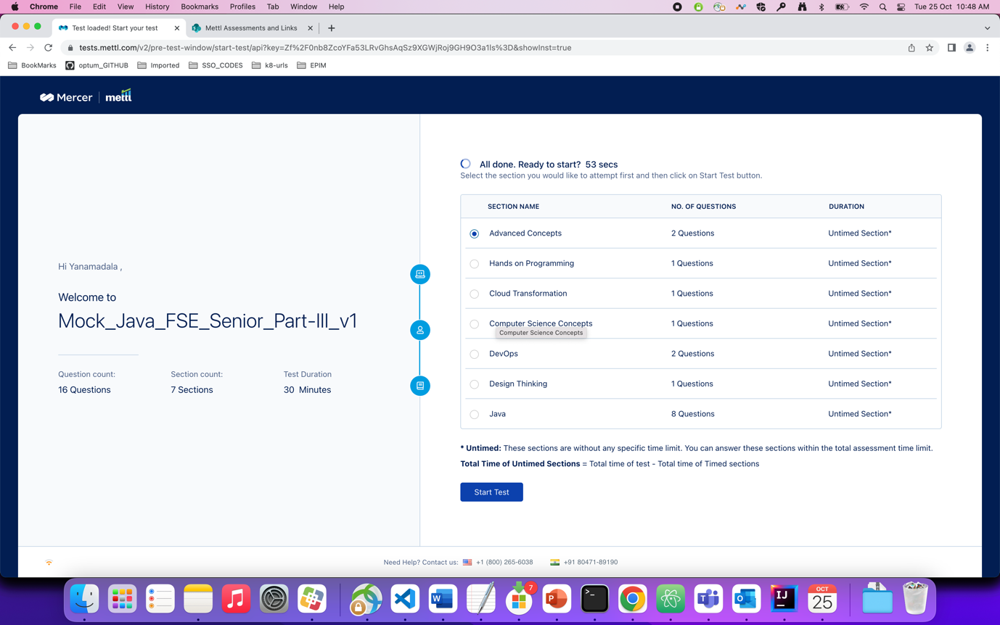 Chrome File Edit View History Bookmarks Profiles Tab Window Help Tue 25 Oct 10:48 AM
Test loaded! Start your test Mettl Assessments and Links
tests.mettl.com/v2/pre-test-window/start-test/api?key=Zf%2F0nb8ZcoYFa53LRvGhsAqSz9XGWjRoj9GH9O3a1ls%3D&showInst=true
BookMarks optum_GITHUB Imported SSO_CODES k8-urls EPIM
Mercer mettl
Hi Yanamadala ,
Welcome to
Mock_Java_FSE_Senior_Part-III_v1
Question count: Section count: Test Duration
16 Questions 7 Sections 30 Minutes
All done. Ready to start? 53 secs
Select the section you would like to attempt first and then click on Start Test button.
SECTION NAME NO. OF QUESTIONS DURATION
Advanced Concepts 2 Questions Untimed Section*
Hands on Programming 1 Questions Untimed Section*
Cloud Transformation 1 Questions Untimed Section*
Computer Science Concepts 1 Questions Untimed Section*
Computer Science Concepts
DevOps 2 Questions Untimed Section*
Design Thinking 1 Questions Untimed Section*
Java 8 Questions Untimed Section*
* Untimed: These sections are without any specific time limit. You can answer these sections within the total assessment time limit.
Total Time of Untimed Sections = Total time of test - Total time of Timed sections
Start Test
Need Help? Contact us: +1 (800) 265-6038 +91 80471-89190
W 7 P >_ IJ OCT
25